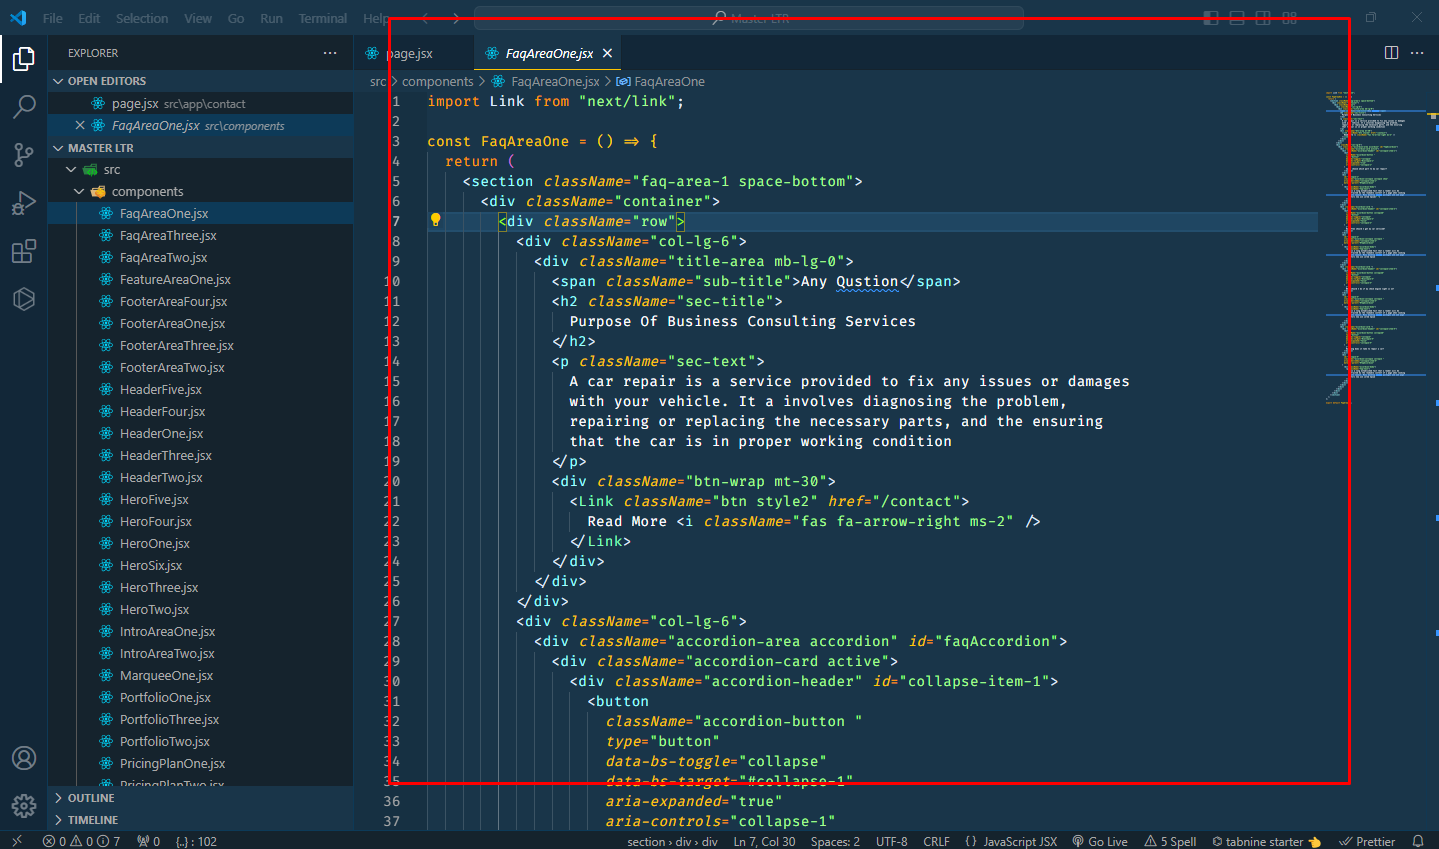 File Edit Selection View Go Run Terminal Help
Master LTR
EXPLORER
OPEN EDITORS
page.jsx src\app\contact
FaqAreaOne.jsx src\components
MASTER LTR
src
components
FaqAreaOne.jsx
FaqAreaThree.jsx
FaqAreaTwo.jsx
FeatureAreaOne.jsx
FooterAreaFour.jsx
FooterAreaOne.jsx
FooterAreaThree.jsx
FooterAreaTwo.jsx
HeaderFive.jsx
HeaderFour.jsx
HeaderOne.jsx
HeaderThree.jsx
HeaderTwo.jsx
HeroFive.jsx
HeroFour.jsx
HeroOne.jsx
HeroSix.jsx
HeroThree.jsx
HeroTwo.jsx
IntroAreaOne.jsx
IntroAreaTwo.jsx
MarqueeOne.jsx
PortfolioOne.jsx
PortfolioThree.jsx
PortfolioTwo.jsx
PricingPlanOne.jsx
PricingPlanTwo.jsx
OUTLINE
TIMELINE
page.jsx FaqAreaOne.jsx
src > components > FaqAreaOne.jsx > FaqAreaOne
1 import Link from "next/link";
2
3 const FaqAreaOne = () => {
4 return (
5 <section className="faq-area-1 space-bottom">
6 <div className="container">
7 <div className="row">
8 <div className="col-lg-6">
9 <div className="title-area mb-lg-0">
10 <span className="sub-title">Any Qustion</span>
11 <h2 className="sec-title">
12 Purpose Of Business Consulting Services
13 </h2>
14 <p className="sec-text">
15 A car repair is a service provided to fix any issues or damages
16 with your vehicle. It a involves diagnosing the problem,
17 repairing or replacing the necessary parts, and the ensuring
18 that the car is in proper working condition
19 </p>
20 <div className="btn-wrap mt-30">
21 <Link className="btn style2" href="/contact">
22 Read More <i className="fas fa-arrow-right ms-2" />
23 </Link>
24 </div>
25 </div>
26 </div>
27 <div className="col-lg-6">
28 <div className="accordion-area accordion" id="faqAccordion">
29 <div className="accordion-card active">
30 <div className="accordion-header" id="collapse-item-1">
31 <button
32 className="accordion-button "
33 type="button"
34 data-bs-toggle="collapse"
35 data-bs-target="#collapse-1"
36 aria-expanded="true"
37 aria-controls="collapse-1"
0 0 7 0 {..} : 102 section > div > div Ln 7, Col 30 Spaces: 2 UTF-8 CRLF {} JavaScript JSX Go Live 5 Spell tabnine starter Prettier